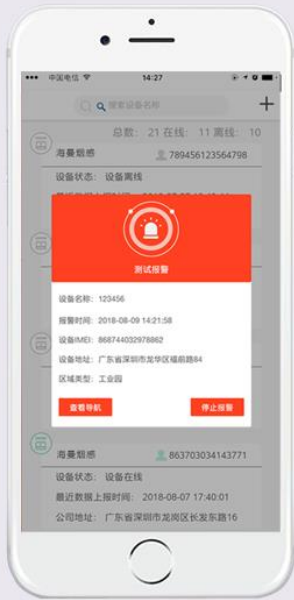 中国电信
14:27
搜索设备名称
总数: 21 在线: 11 离线: 10
海曼烟感
789456123564798
设备状态: 设备离线
测试报警
设备名称: 123456
报警时间: 2018-08-09 14:21:58
设备IMEI: 868744032978862
设备地址: 广东省深圳市龙华区福前路84
区域类型: 工业园
查看导航
停止报警
海曼烟感
863703034143771
设备状态: 设备在线
最近数据上报时间: 2018-08-07 17:40:01
公司地址: 广东省深圳市龙岗区长发东路16